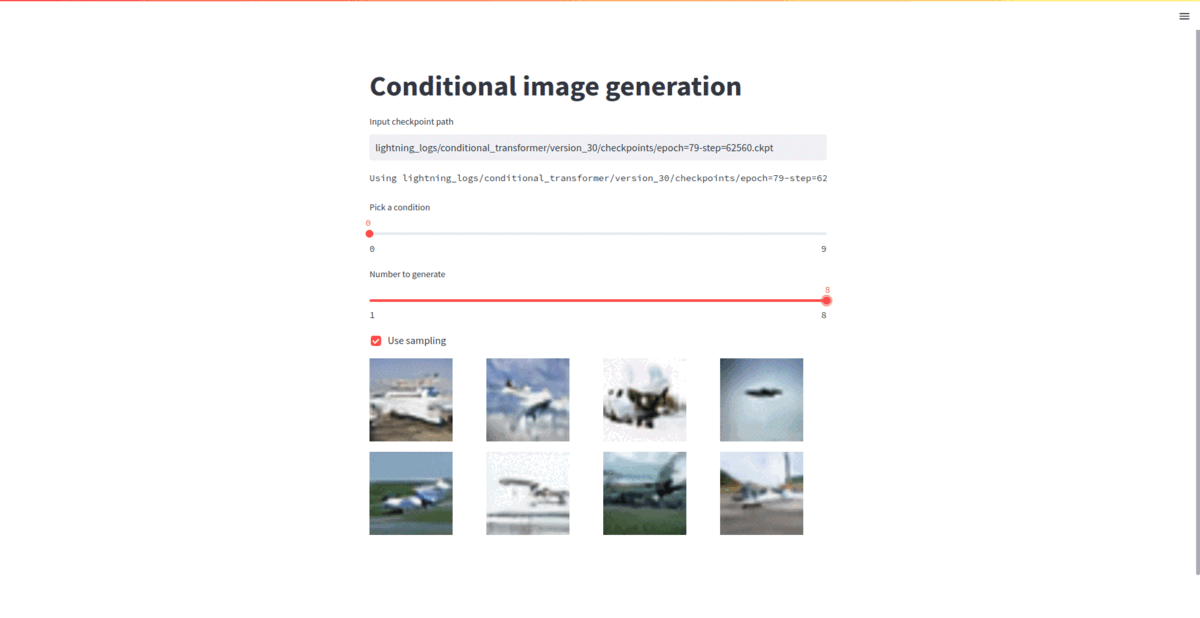 Conditional image generation
Input checkpoint path
lightning_logs/conditional_transformer/version_30/checkpoints/epoch=79-step=62560.ckpt
Using lightning_logs/conditional_transformer/version_30/checkpoints/epoch=79-step=62
Pick a condition
0
0 9
Number to generate
8
1 8
Use sampling